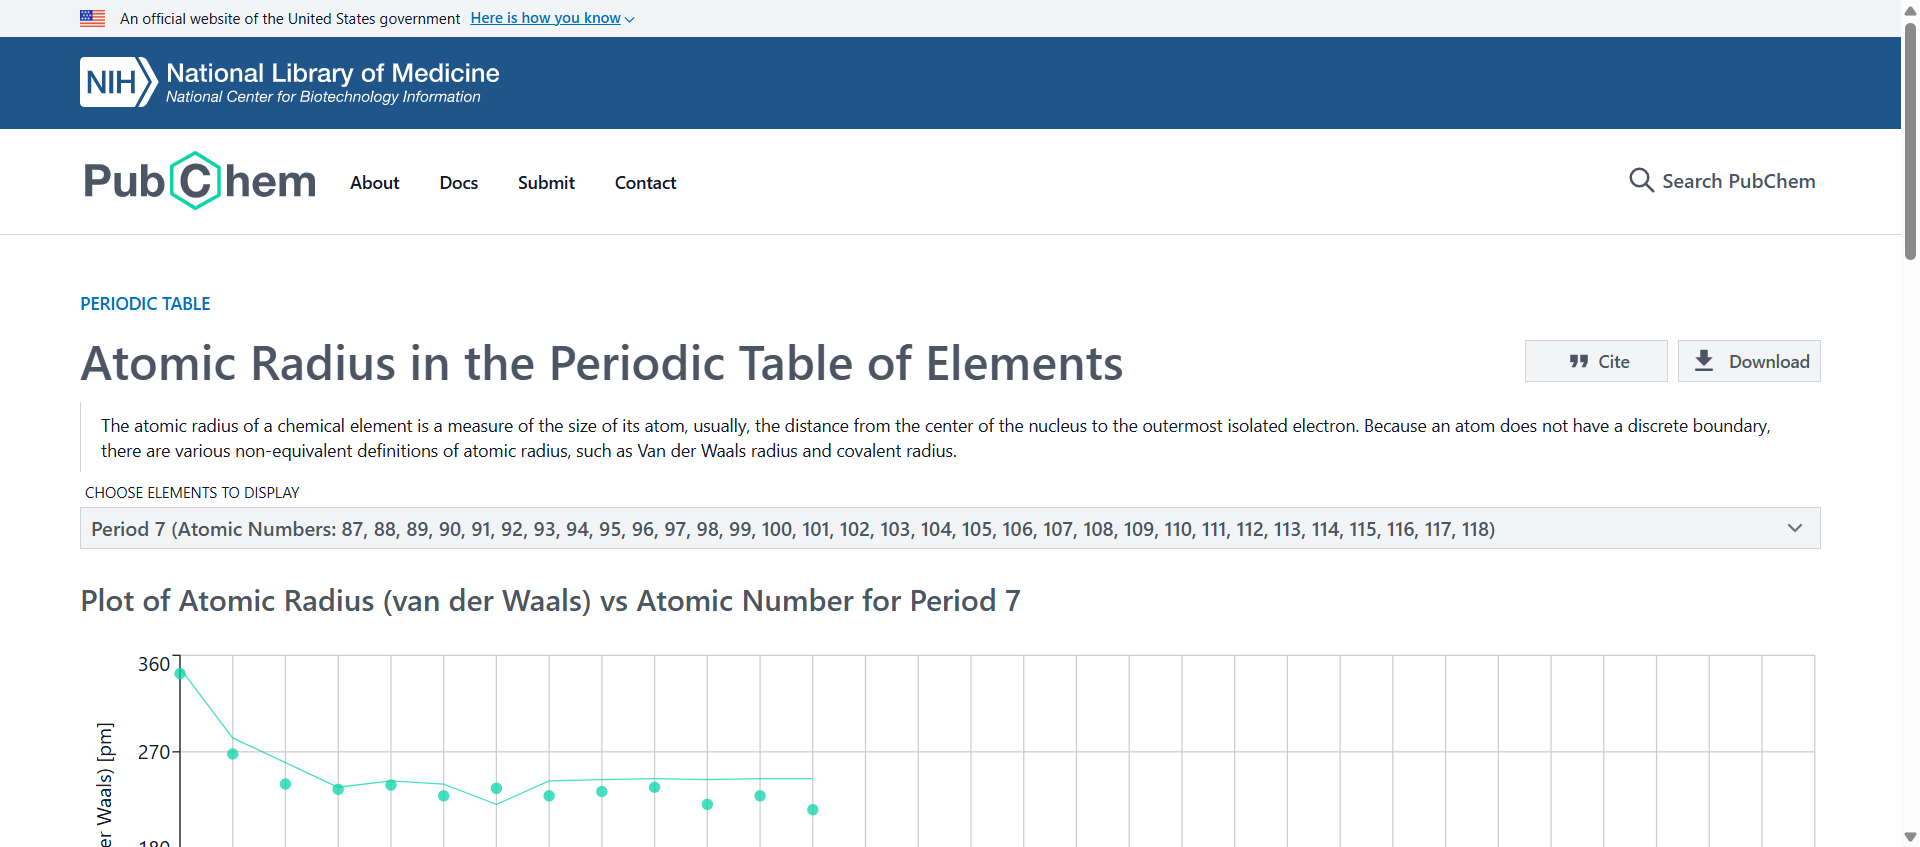 An official website of the United States government Here is how you know
NIH National Library of Medicine
National Center for Biotechnology Information
PubChem About Docs Submit Contact Search PubChem
PERIODIC TABLE
Atomic Radius in the Periodic Table of Elements
Cite Download
The atomic radius of a chemical element is a measure of the size of its atom, usually, the distance from the center of the nucleus to the outermost isolated electron. Because an atom does not have a discrete boundary,
there are various non-equivalent definitions of atomic radius, such as Van der Waals radius and covalent radius.
CHOOSE ELEMENTS TO DISPLAY
Period 7 (Atomic Numbers: 87, 88, 89, 90, 91, 92, 93, 94, 95, 96, 97, 98, 99, 100, 101, 102, 103, 104, 105, 106, 107, 108, 109, 110, 111, 112, 113, 114, 115, 116, 117, 118)
Plot of Atomic Radius (van der Waals) vs Atomic Number for Period 7
360
270
180
er Waals) [pm]